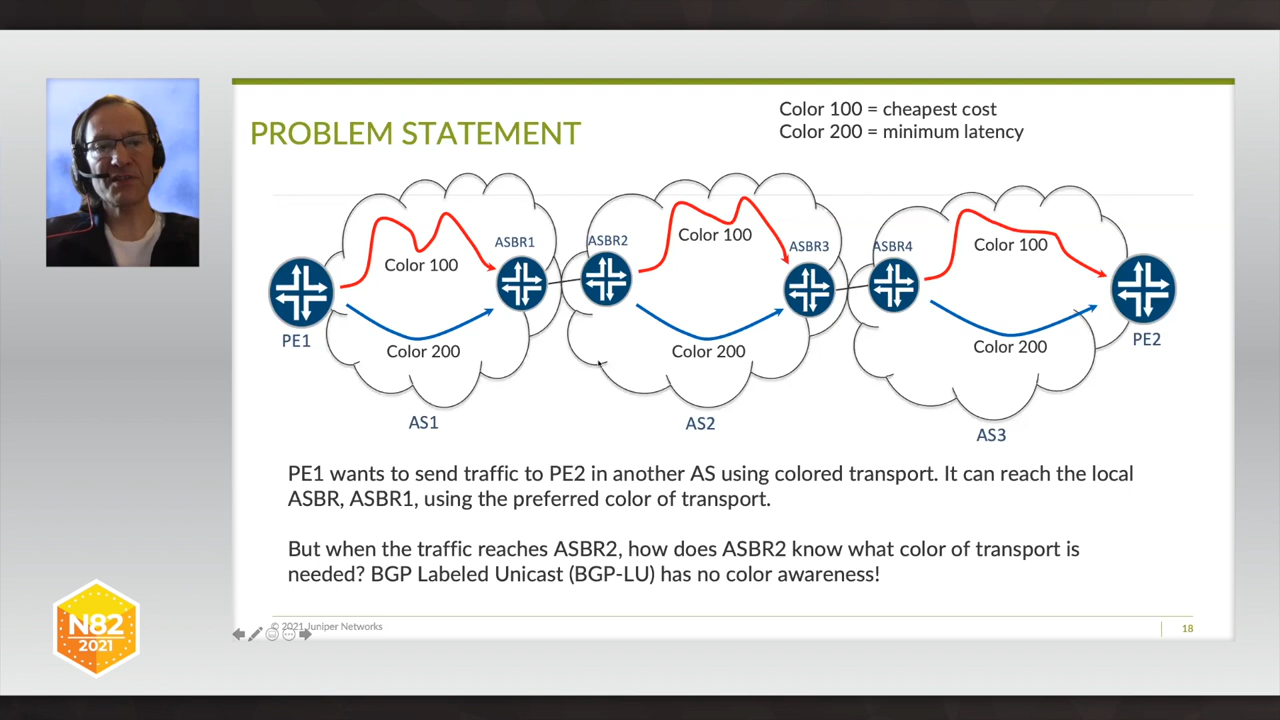 PROBLEM STATEMENT
Color 100 = cheapest cost
Color 200 = minimum latency
ASBR1
ASBR2
ASBR3
ASBR4
Color 100
Color 100
Color 100
PE1
PE2
Color 200
Color 200
Color 200
AS1
AS2
AS3
PE1 wants to send traffic to PE2 in another AS using colored transport. It can reach the local
ASBR, ASBR1, using the preferred color of transport.
But when the traffic reaches ASBR2, how does ASBR2 know what color of transport is
needed? BGP Labeled Unicast (BGP-LU) has no color awareness!
© 2021 Juniper Networks
18
N82
2021